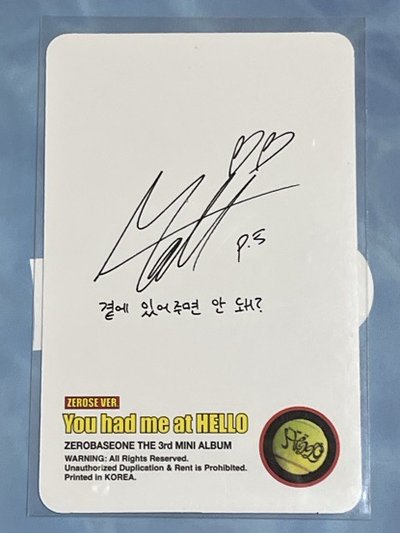 p.s
곁에 있어주면 안 돼?
ZEROSE VER.
You had me at HELLO
ZEROBASEONE THE 3rd MINI ALBUM
WARNING: All Rights Reserved.
Unauthorized Duplication & Rent is Prohibited.
Printed in KOREA.